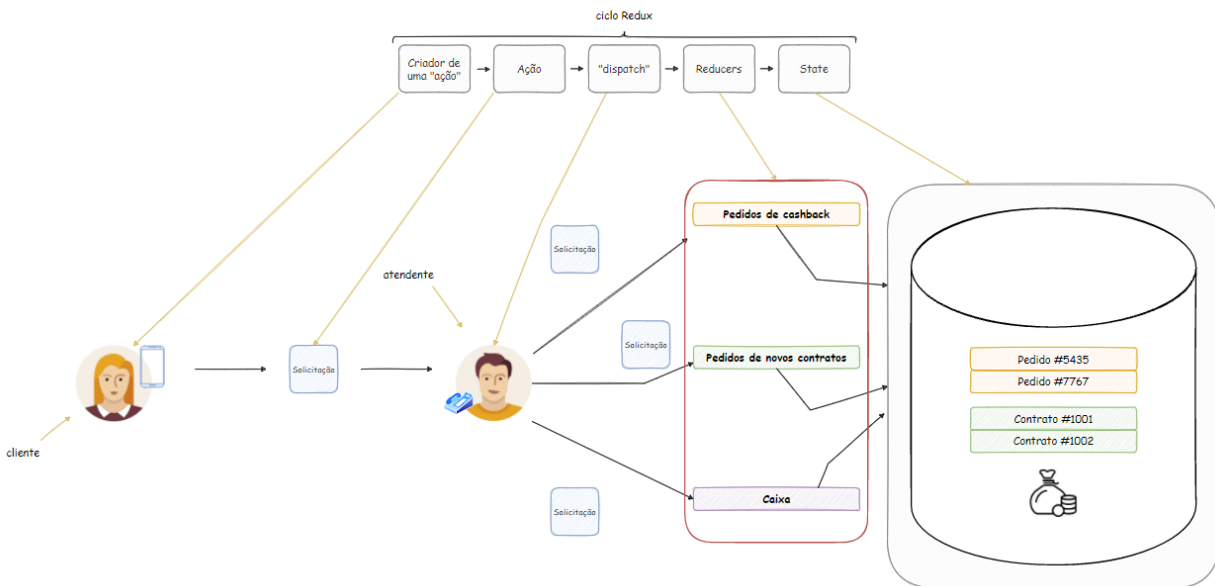 ciclo Redux
Criador de
uma "ação"
Ação
"dispatch"
Reducers
State
Pedidos de cashback
Solicitação
atendente
Solicitação
Pedidos de novos contratos
Solicitação
Pedido #5435
Pedido #7767
Contrato #1001
Contrato #1002
cliente
Caixa
Solicitação